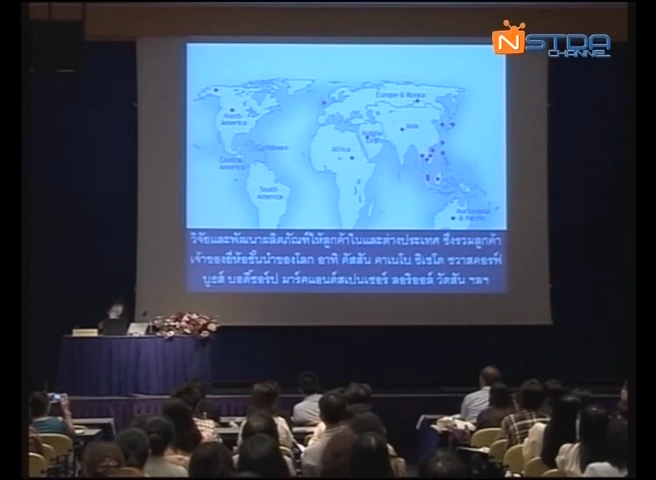 NSTDA
CHANNEL
Europe & Russia
North
America
Asia
Caribbean
Africa
Central
America
South
America
& Pacific
วิจัยและพัฒนาผลิตภัณฑ์ให้ลูกค้าในและต่างประเทศ ซึ่งรวมลูกค้า
เจ้าของยี่ห้อชั้นนำของโลก อาทิ คัสสัน คาเนโบ ชิเซโด ชวาสคอร์ฟ
บูธส์ บอดี้ช็อป มาร์คแอนด์สเปนเซอร์ ลอรีออล์ วัตสัน ฯลฯ